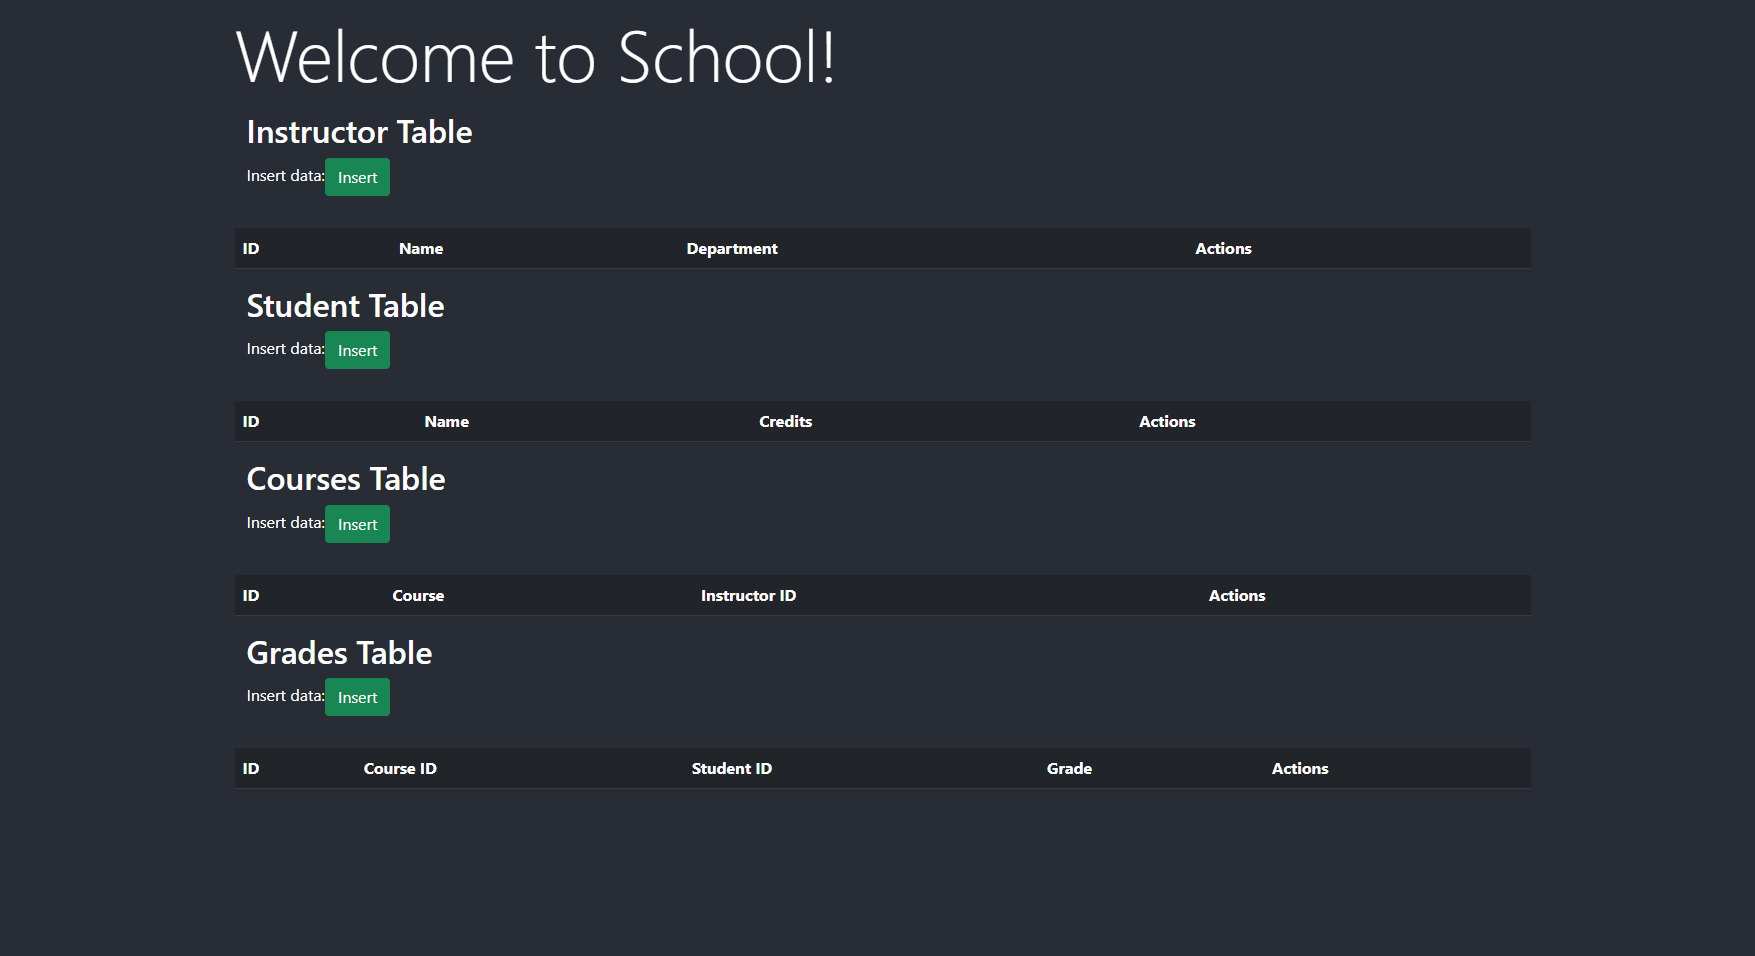 Welcome to School!
Instructor Table
Insert data: Insert
ID Name Department Actions
Student Table
Insert data: Insert
ID Name Credits Actions
Courses Table
Insert data: Insert
ID Course Instructor ID Actions
Grades Table
Insert data: Insert
ID Course ID Student ID Grade Actions